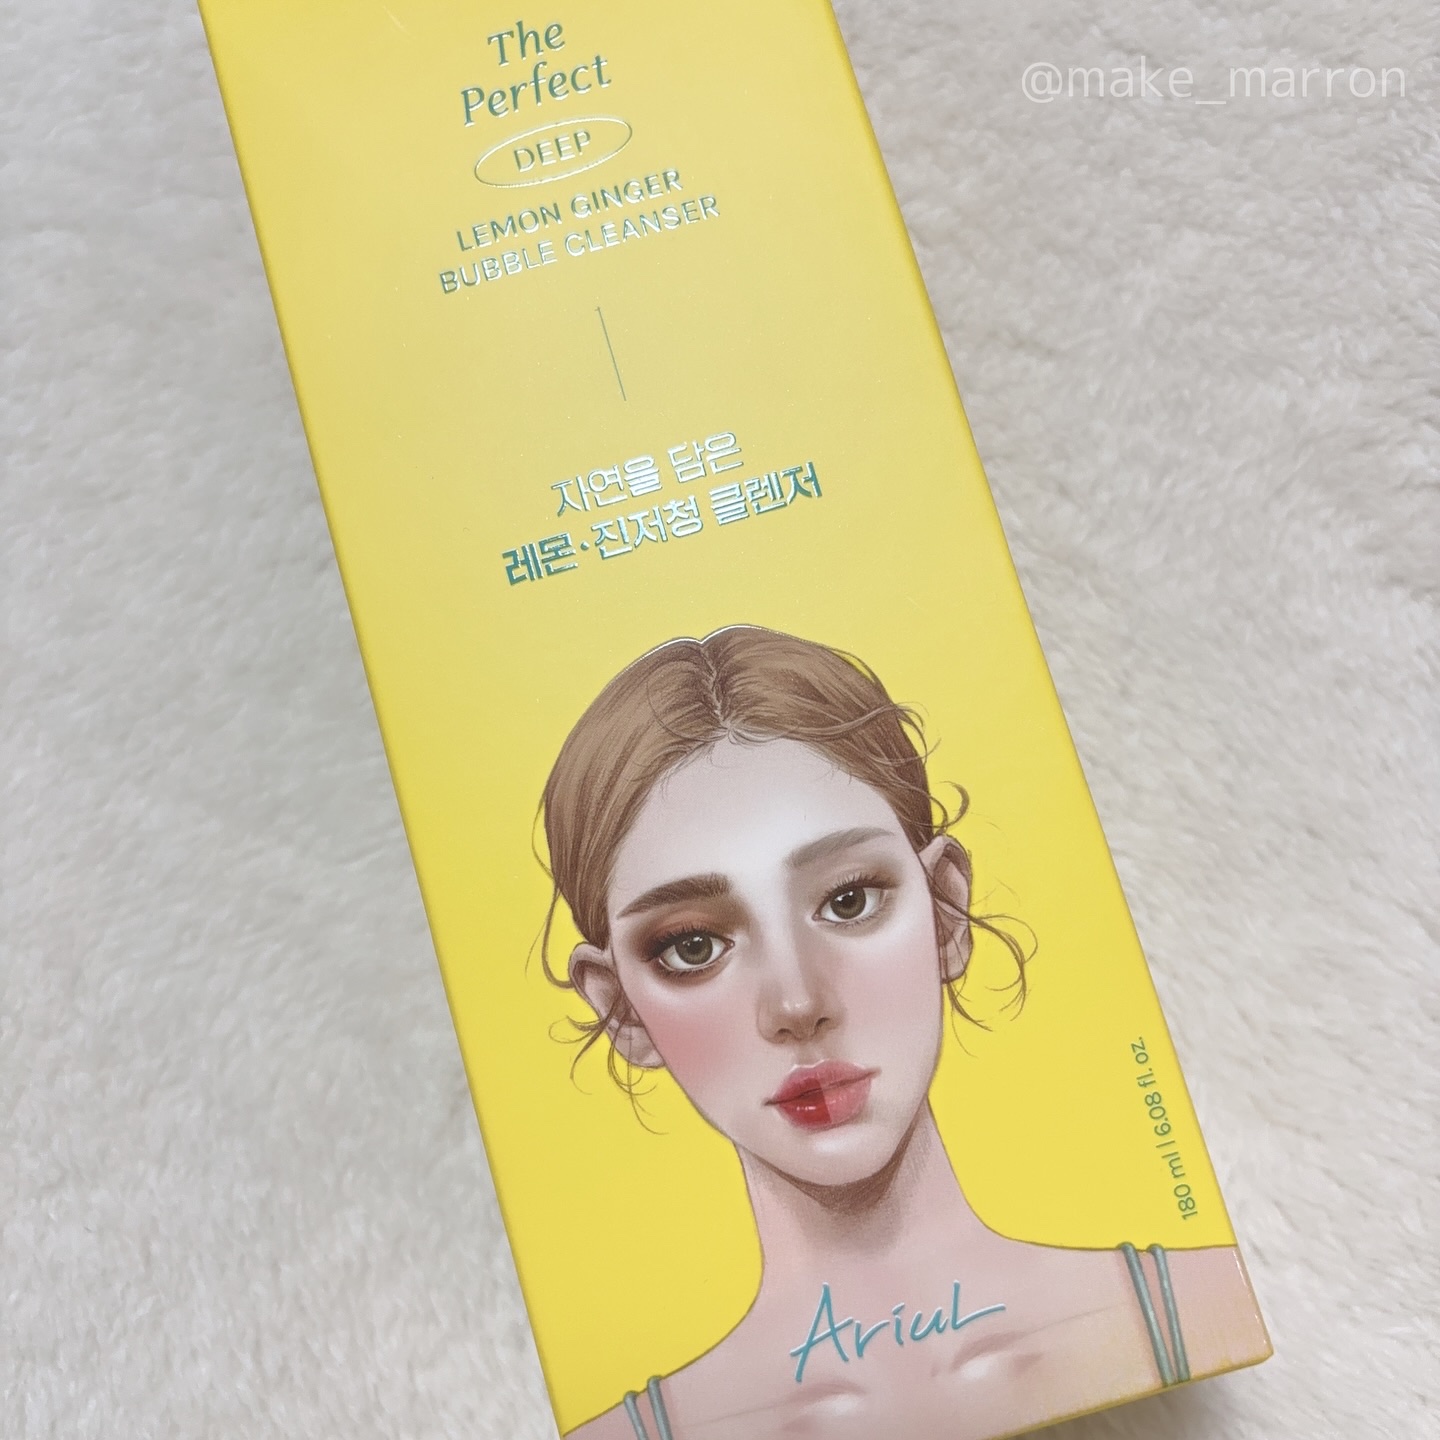 @make_marron
The
Perfect
DEEP
LEMON GINGER
BUBBLE CLEANSER
자연을 담은
레몬·진저청 클렌저
180 ml | 6.08 fl. oz.
Ariul